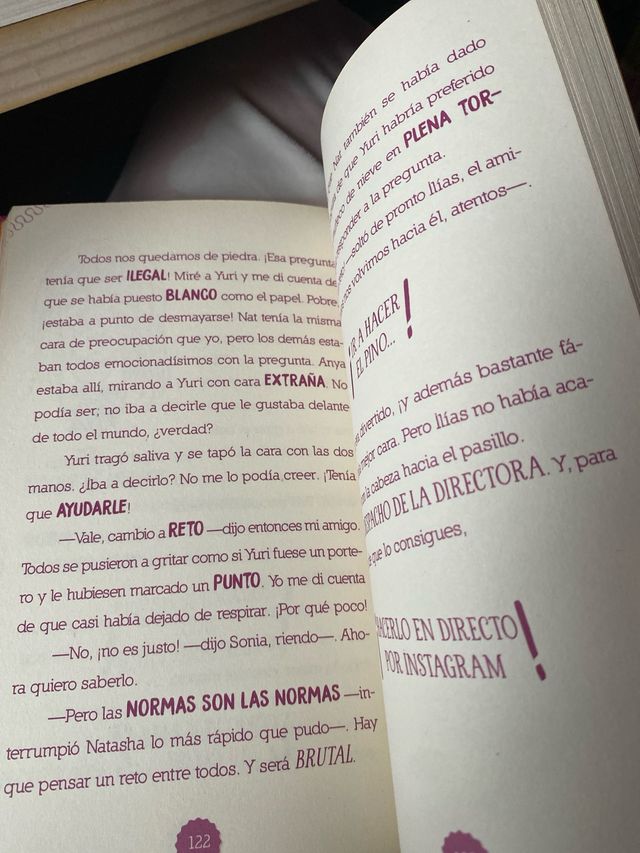 Todos nos quedamos de piedra. ¡Esa pregunta
tenía que ser ILEGAL! Miré a Yuri y me di cuenta de
que se había puesto BLANCO como el papel. Pobre,
¡estaba a punto de desmayarse! Nat tenía la misma
cara de preocupación que yo, pero los demás esta-
ban todos emocionadísimos con la pregunta. Anya
estaba allí, mirando a Yuri con cara EXTRAÑA. No
podía ser; no iba a decirle que le gustaba delante
de todo el mundo, ¿verdad?
Yuri tragó saliva y se tapó la cara con las dos
manos. ¿Iba a decirlo? No me lo podía creer. ¡Tenía
que AYUDARLE!
—Vale, cambio a RETO —dijo entonces mi amigo.
Todos se pusieron a gritar como si Yuri fuese un porte-
ro y le hubiesen marcado un PUNTO. Yo me di cuenta
de que casi había dejado de respirar. ¡Por qué poco!
—No, ¡no es justo! —dijo Sonia, riendo—. Aho-
ra quiero saberlo.
—Pero las NORMAS SON LAS NORMAS —in-
terrumpió Natasha lo más rápido que pudo—. Hay
que pensar un reto entre todos. Y será BRUTAL.
122
Nat también se había dado
de que Yuri habría preferido
de nieve en PLENA TOR-
a la pregunta.
—soltó de pronto Ilías, el ami-
nos volvimos hacia él, atentos—.
IR A HACER
EL PINO... !
divertido, ¡y además bastante fá-
mejor cara. Pero Ilías no había aca-
la cabeza hacia el pasillo.
DE LA DIRECTORA. Y, para
que lo consigues,
EN DIRECTO
POR INSTAGRAM !